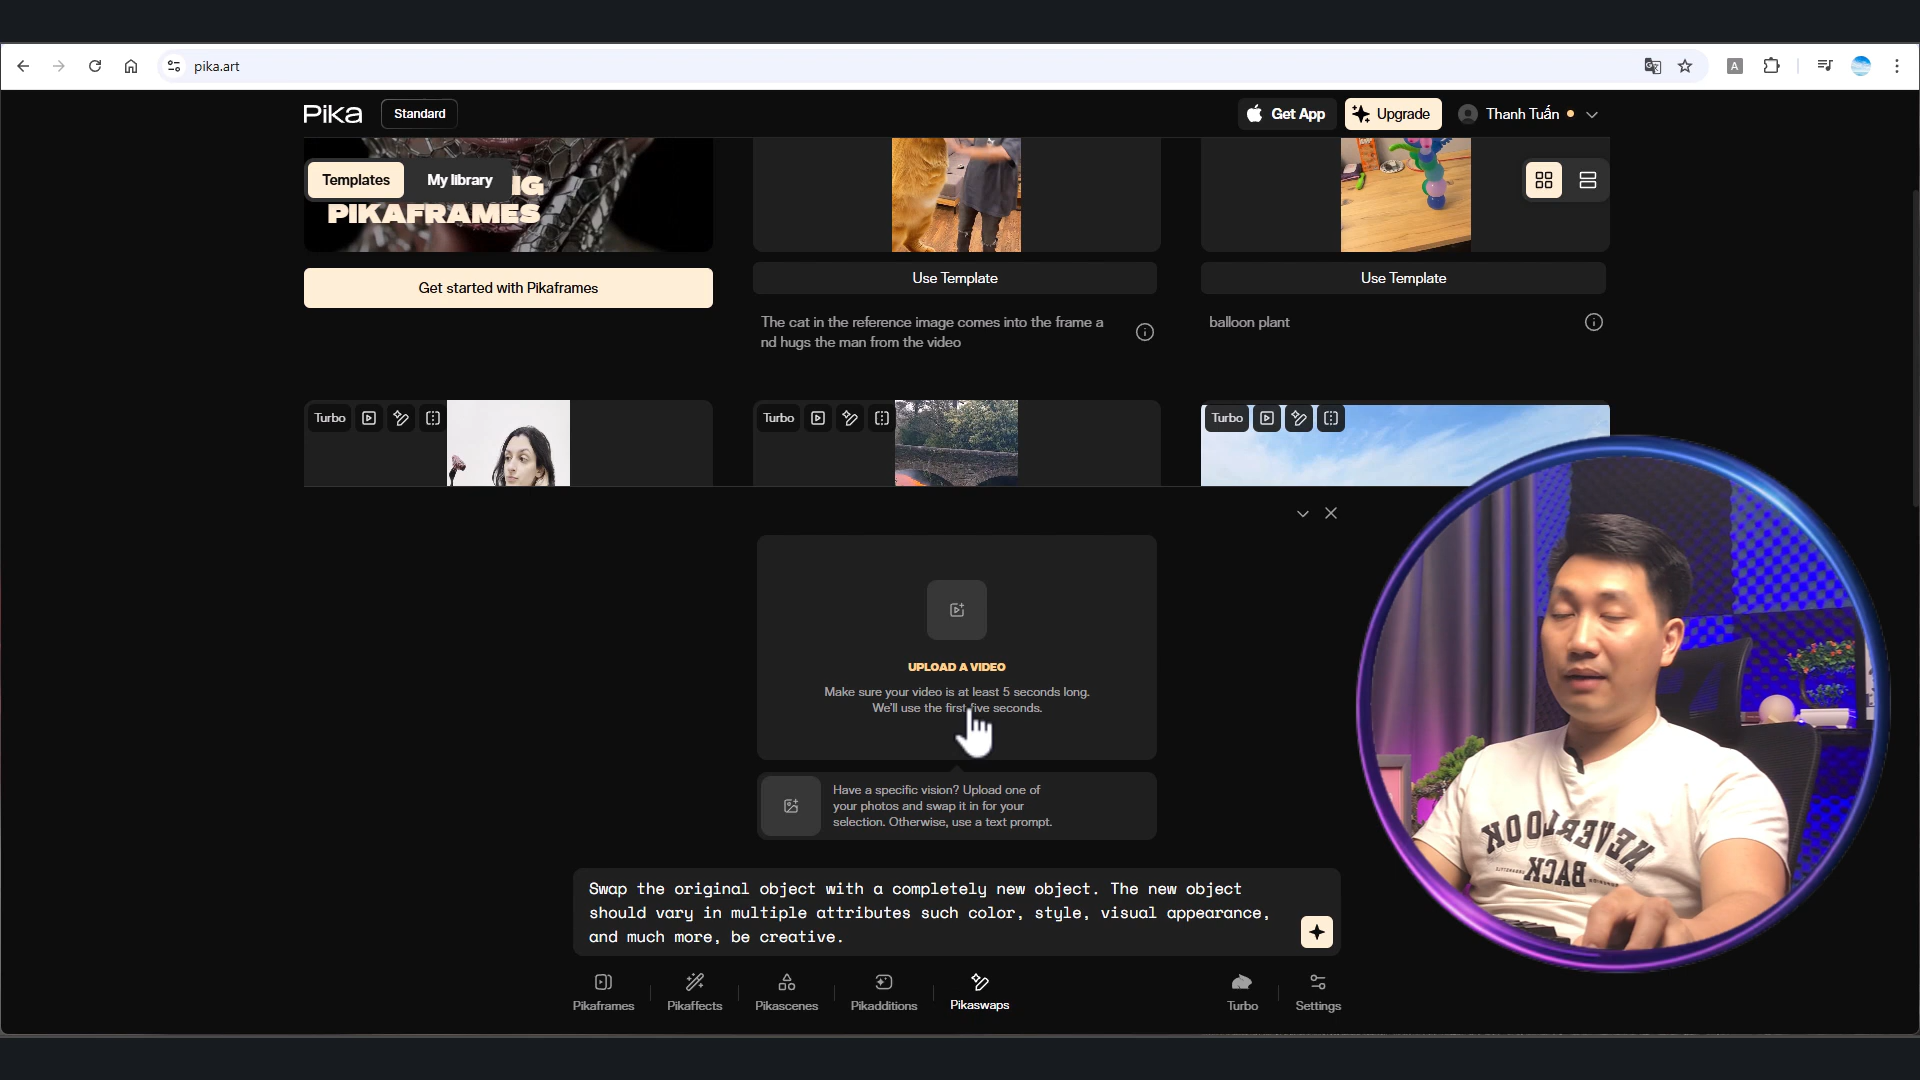 pika.art
A
Pika
Standard
Get App
Upgrade
Thanh Tuấn
Templates
My library
IG
PIKAFRAMES
Get started with Pikaframes
Use Template
Use Template
The cat in the reference image comes into the frame a
nd hugs the man from the video
balloon plant
Turbo
Turbo
Turbo
UPLOAD A VIDEO
Make sure your video is at least 5 seconds long.
We'll use the first five seconds.
Have a specific vision? Upload one of
your photos and swap it in for your
selection. Otherwise, use a text prompt.
NEVERLOOK
BACK
Swap the original object with a completely new object. The new object
should vary in multiple attributes such color, style, visual appearance,
and much more, be creative.
Pikaframes
Pikaffects
Pikascenes
Pikadditions
Pikaswaps
Turbo
Settings